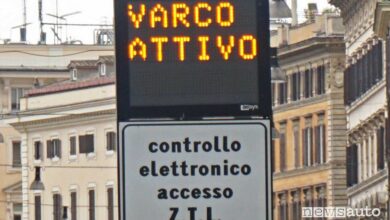 VARCO
ATTIVO
controllo
elettronico
accesso
Z.T.L.
newsauto